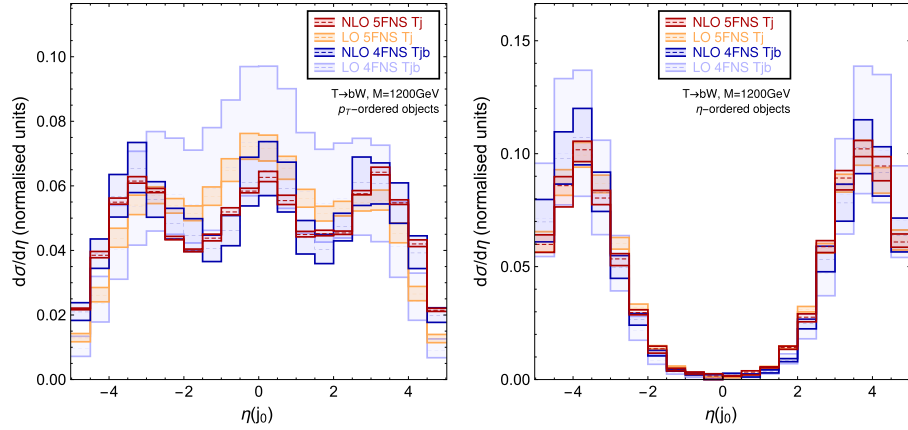 NLO 5FNS Tj
LO 5FNS Tj
NLO 4FNS Tjb
LO 4FNS Tjb
T→bW, M=1200GeV
pT-ordered objects
dσ/dη (normalised units)
0.10
0.08
0.06
0.04
0.02
0.00
-4 -2 0 2 4
η(j0)
NLO 5FNS Tj
LO 5FNS Tj
NLO 4FNS Tjb
LO 4FNS Tjb
T→bW, M=1200GeV
η-ordered objects
dσ/dη (normalised units)
0.15
0.10
0.05
0.00
-4 -2 0 2 4
η(j0)